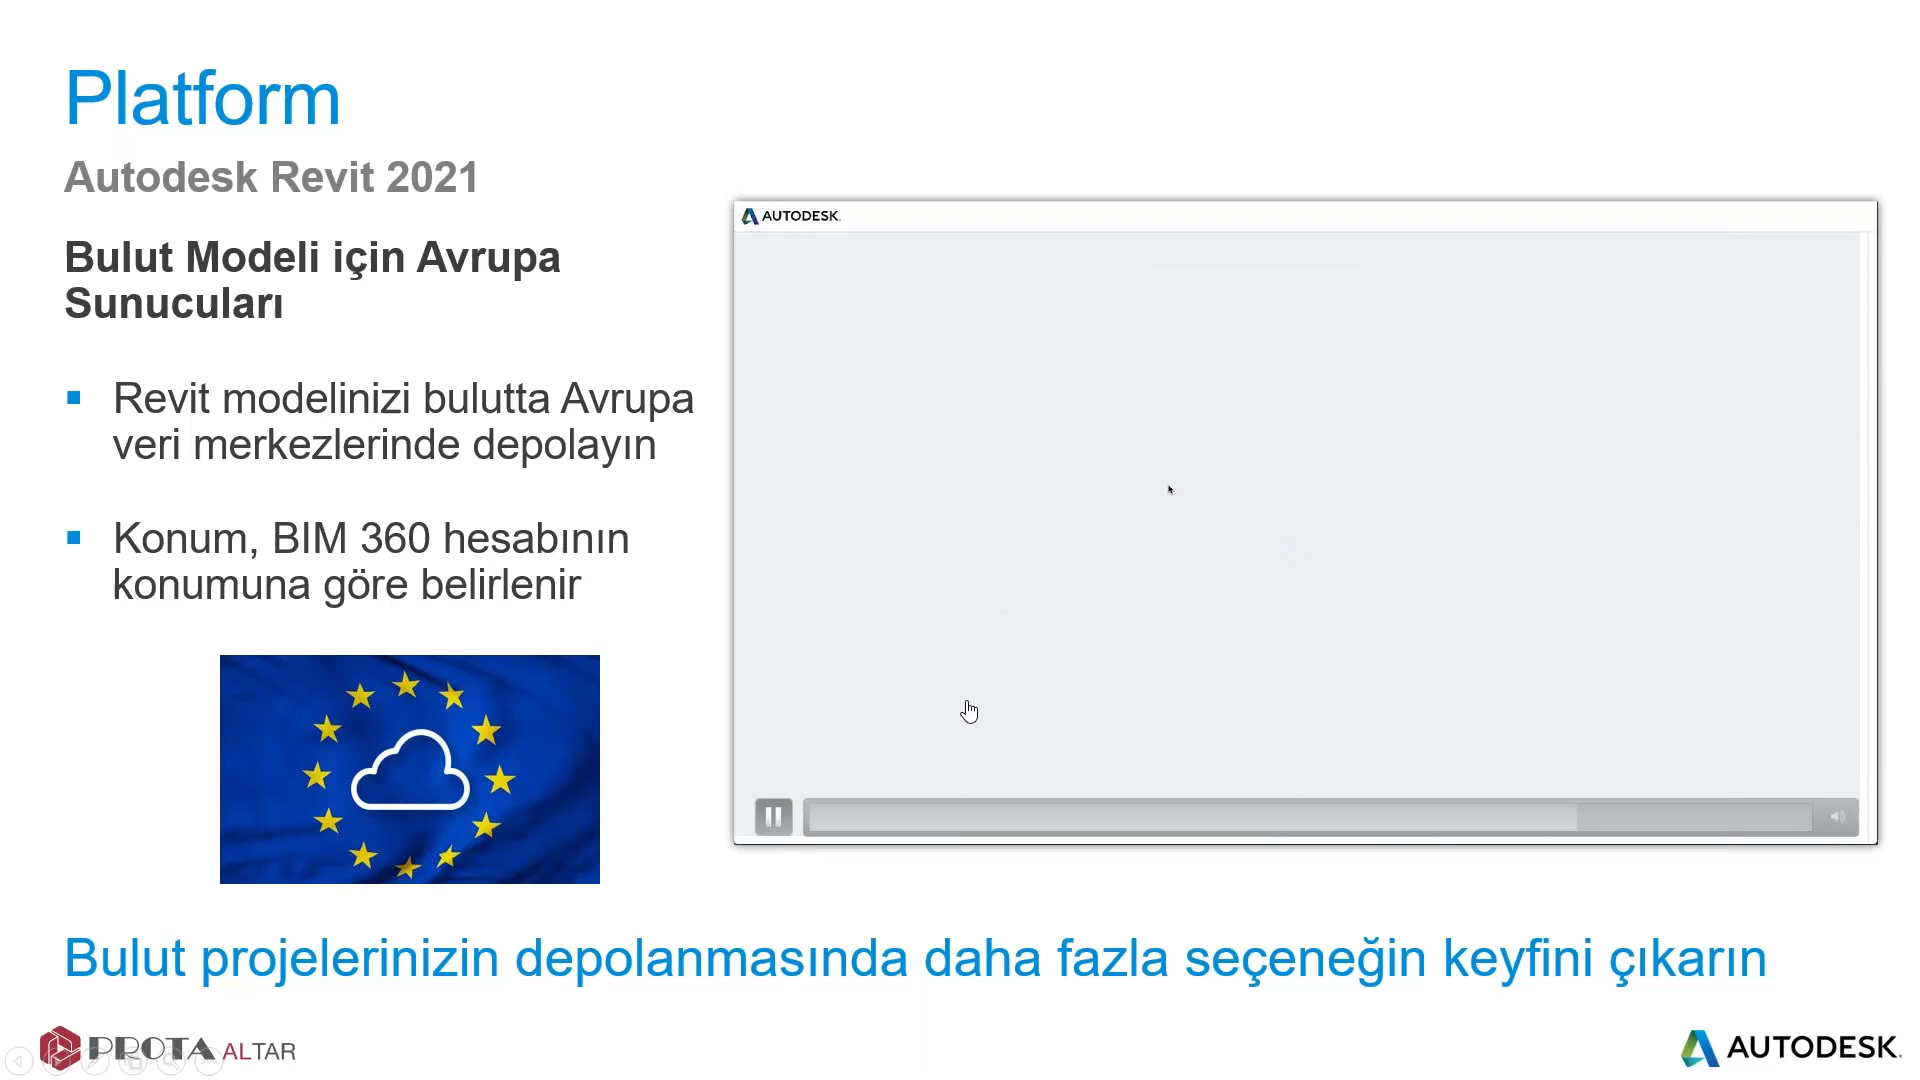 Platform
Autodesk Revit 2021
Bulut Modeli için Avrupa
Sunucuları
Revit modelinizi bulutta Avrupa
veri merkezlerinde depolayın
Konum, BIM 360 hesabının
konumuna göre belirlenir
AUTODESK.
Bulut projelerinizin depolanmasında daha fazla seçeneğin keyfini çıkarın
PROTA ALTAR
AUTODESK.